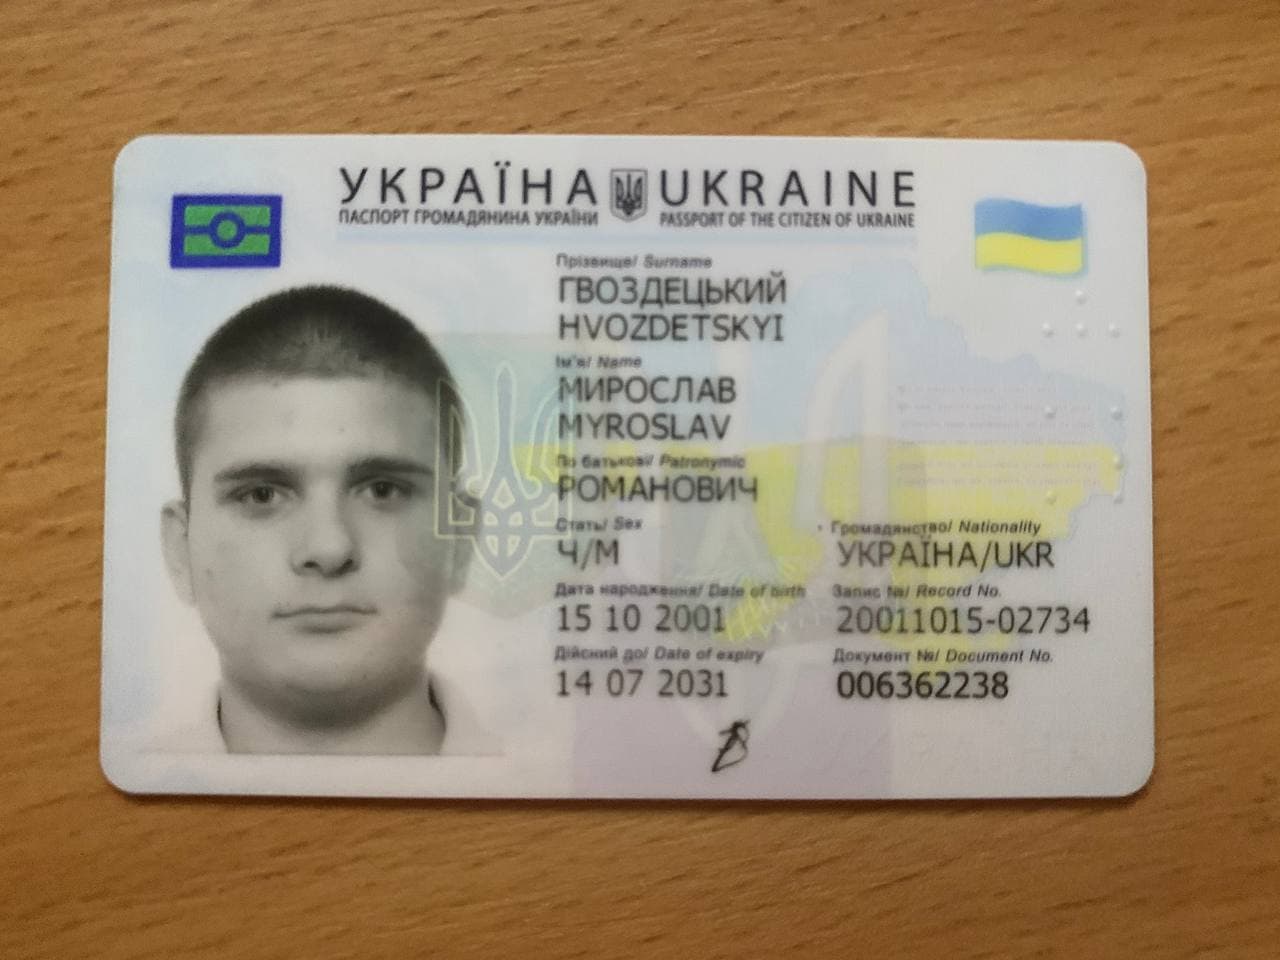 УКРАЇНА UKRAINE
ПАСПОРТ ГРОМАДЯНИНА УКРАЇНИ PASSPORT OF THE CITIZEN OF UKRAINE
Прізвище/ Surname
ГВОЗДЕЦЬКИЙ
HVOZDETSKYI
Ім'я/ Name
МИРОСЛАВ
MYROSLAV
По батькові/ Patronymic
РОМАНОВИЧ
Стать/ Sex Громадянство/ Nationality
Ч/M УКРАЇНА/UKR
Дата народження/ Date of birth Запис №/ Record No.
15 10 2001 20011015-02734
Дійсний до/ Date of expiry Документ №/ Document No.
14 07 2031 006362238